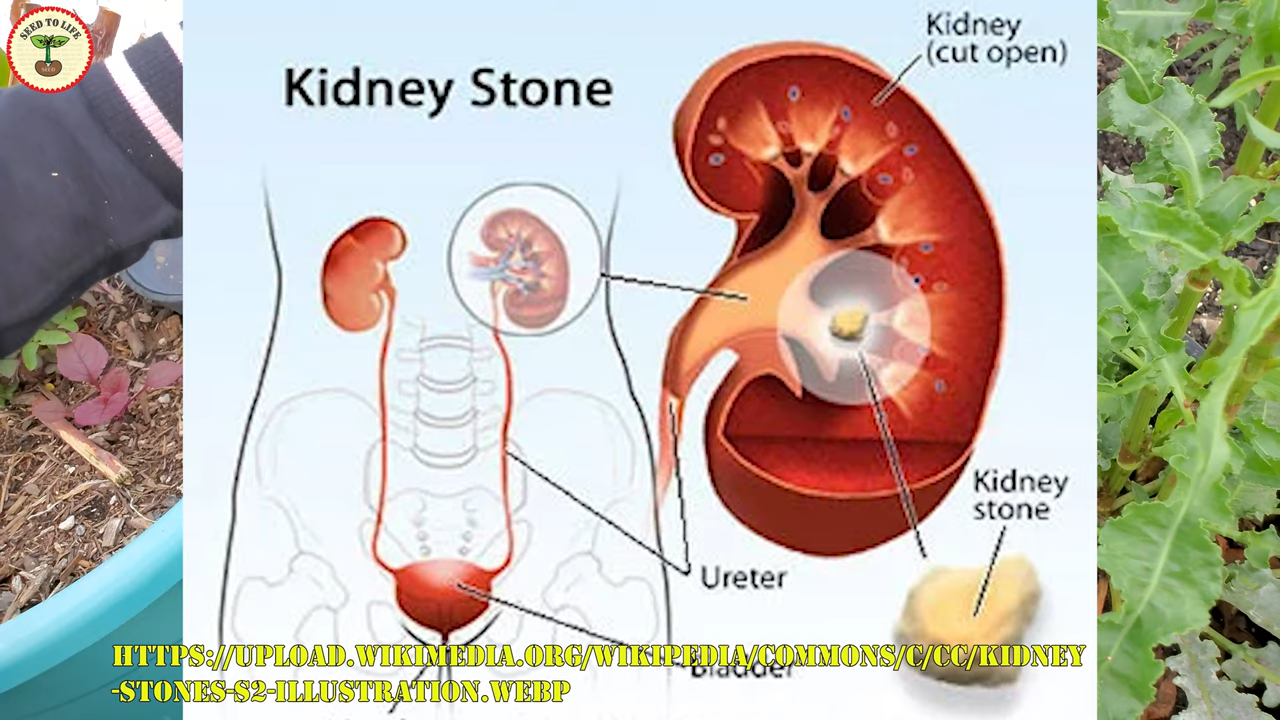 SEED TO LIFE
SEED
Kidney Stone
Kidney
(cut open)
Kidney
stone
Ureter
Bladder
HTTPS://UPLOAD.WIKIMEDIA.ORG/WIKIPEDIA/COMMONS/C/CC/KIDNEY
-STONES-S2-ILLUSTRATION.WEBP